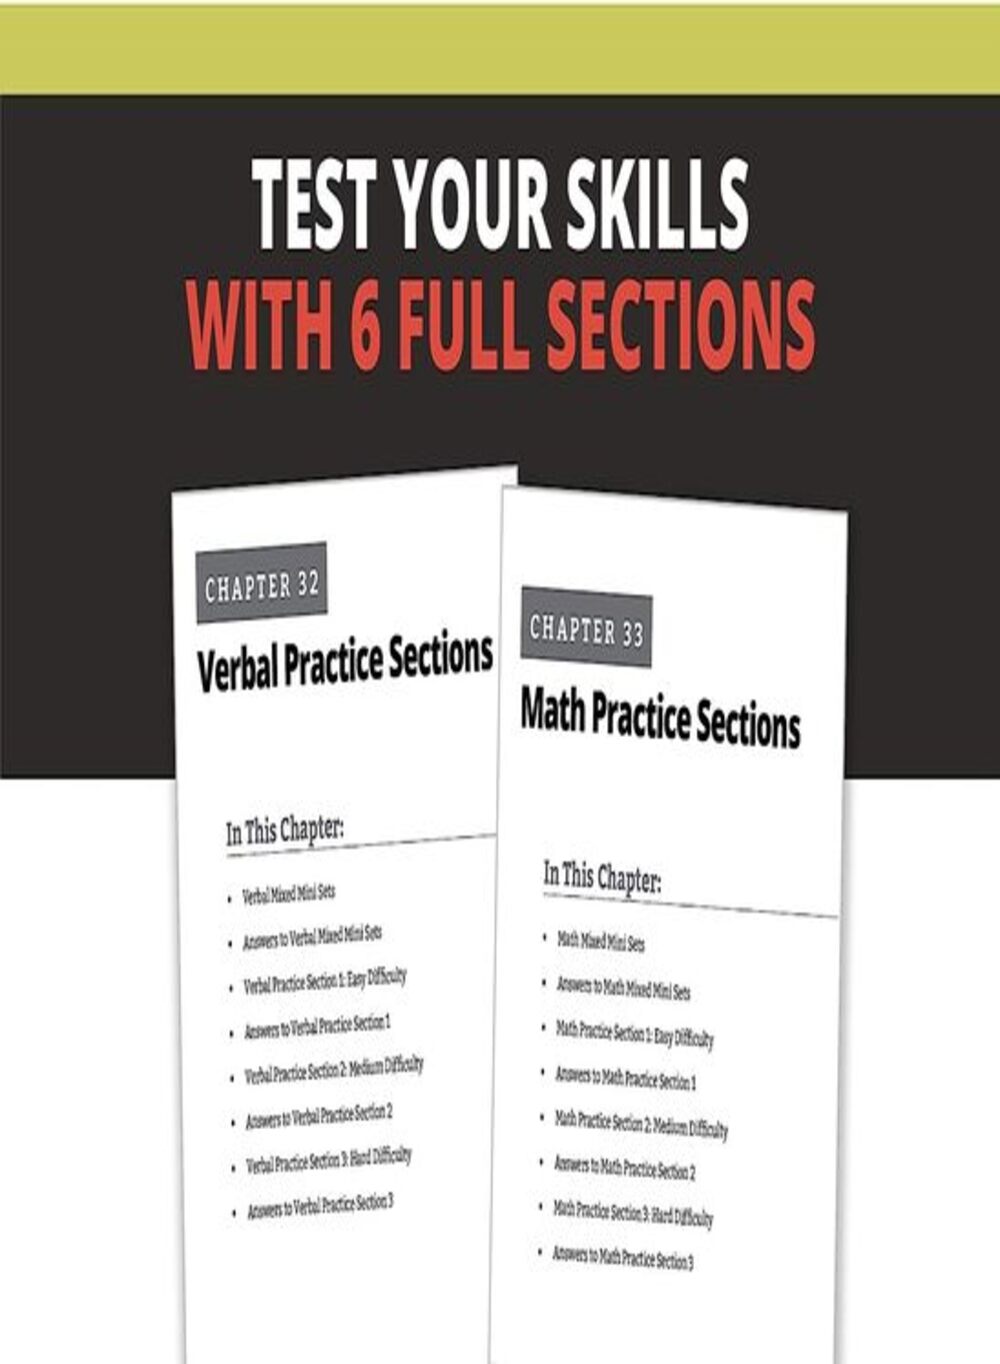 TEST YOUR SKILLS
WITH 6 FULL SECTIONS
CHAPTER 32
Verbal Practice Sections
In This Chapter:
• Verbal Mixed Mini Sets
• Answers to Verbal Mixed Mini Sets
• Verbal Practice Section 1: Easy Difficulty
• Answers to Verbal Practice Section 1
• Verbal Practice Section 2: Medium Difficulty
• Answers to Verbal Practice Section 2
• Verbal Practice Section 3: Hard Difficulty
• Answers to Verbal Practice Section 3
CHAPTER 33
Math Practice Sections
In This Chapter:
• Math Mixed Mini Sets
• Answers to Math Mixed Mini Sets
• Math Practice Section 1: Easy Difficulty
• Answers to Math Practice Section 1
• Math Practice Section 2: Medium Difficulty
• Answers to Math Practice Section 2
• Math Practice Section 3: Hard Difficulty
• Answers to Math Practice Section 3